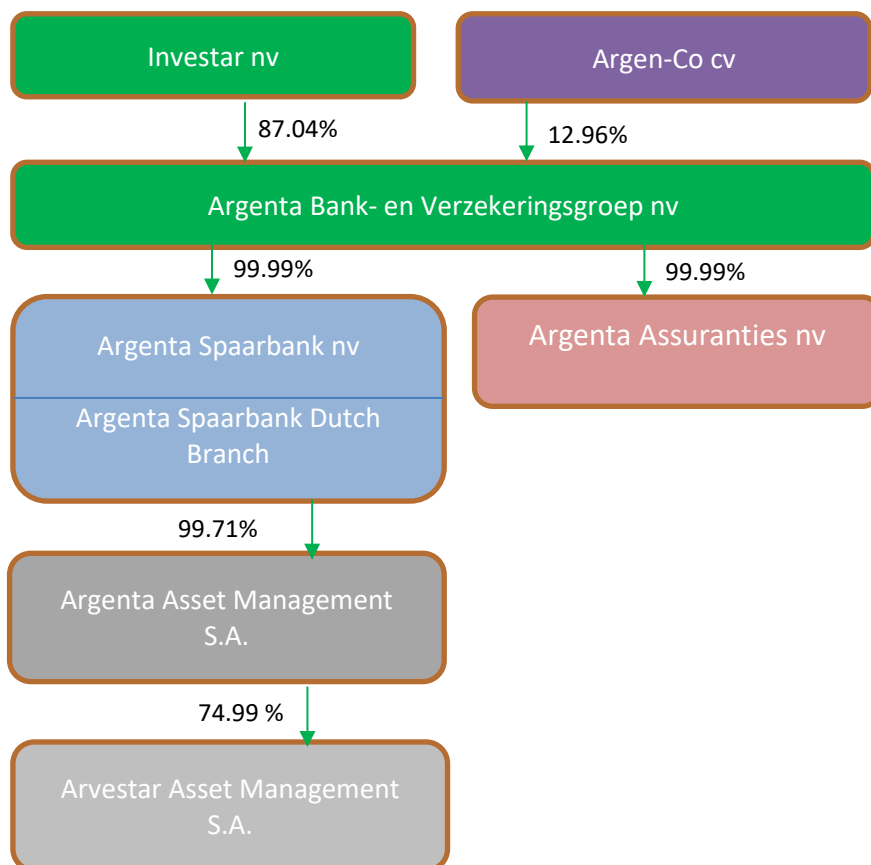 Investar nv
Argen-Co cv
87.04%
12.96%
Argenta Bank- en Verzekeringsgroep nv
99.99%
99.99%
Argenta Spaarbank nv
Argenta Assuranties nv
Argenta Spaarbank Dutch
Branch
99.71%
Argenta Asset Management
S.A.
74.99 %
Arvestar Asset Management
S.A.